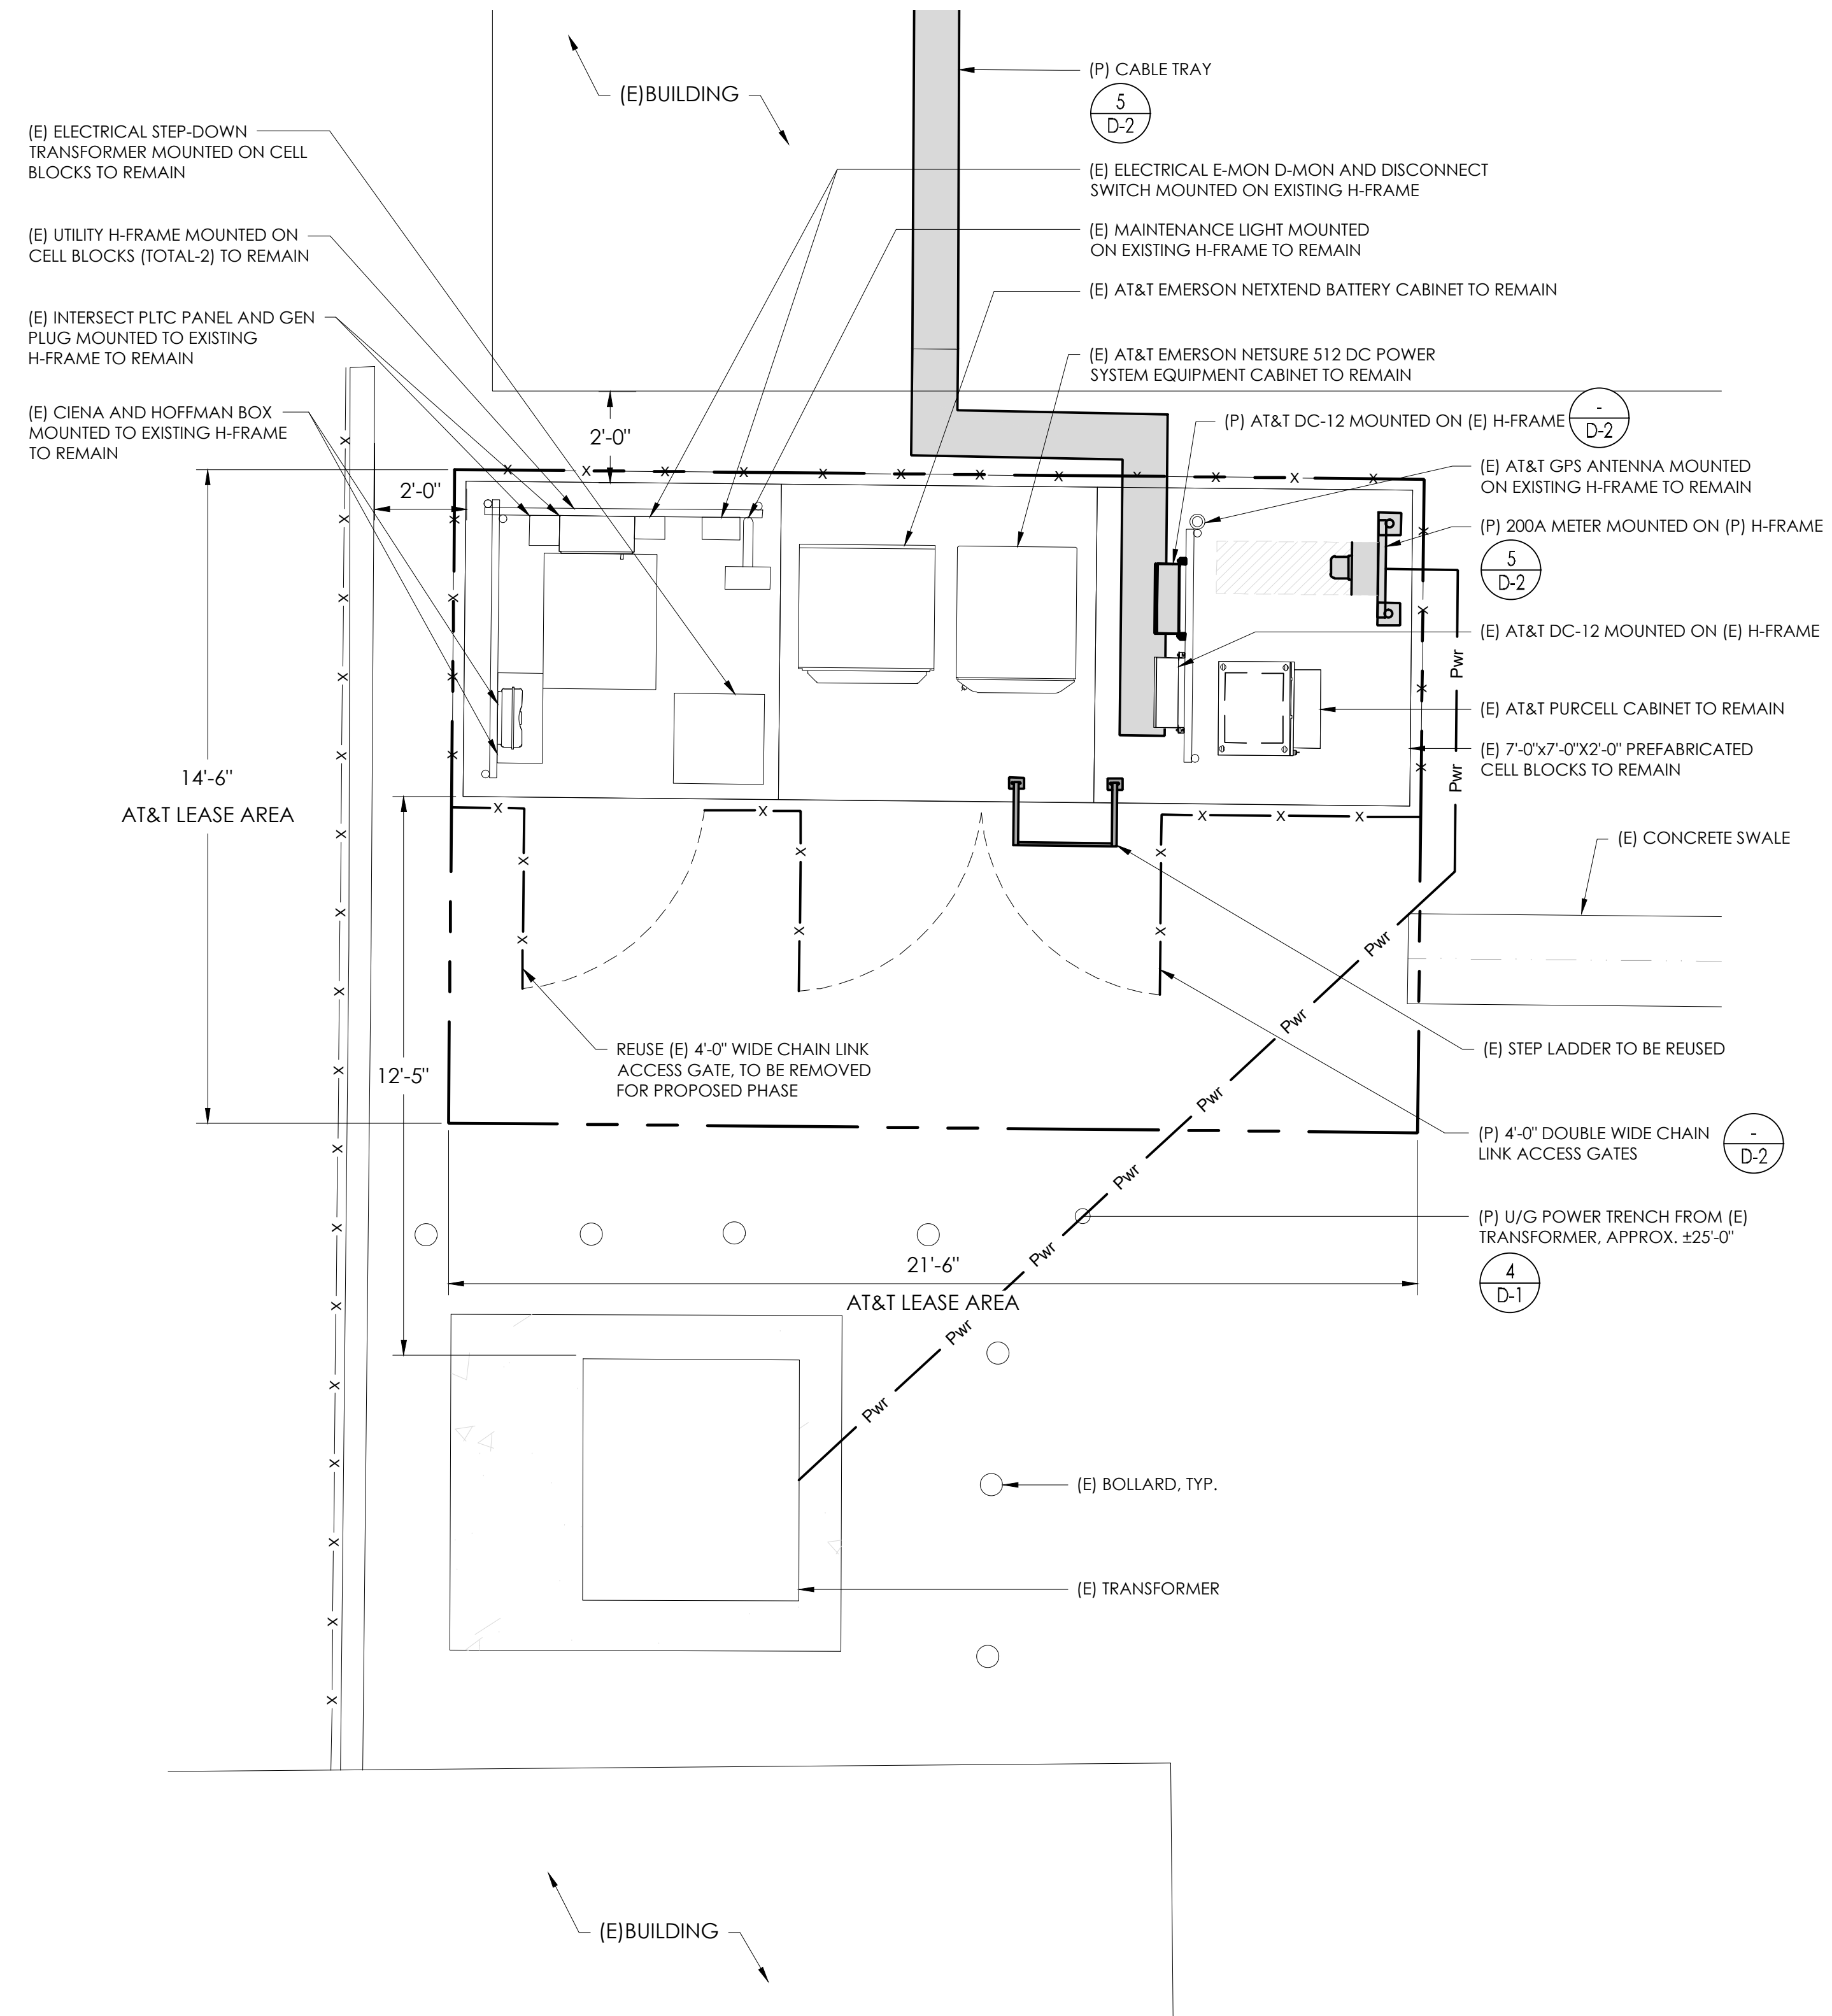 (E)BUILDING
(P) CABLE TRAY
5
D-2
(E) ELECTRICAL STEP-DOWN
TRANSFORMER MOUNTED ON CELL
BLOCKS TO REMAIN
(E) ELECTRICAL E-MON D-MON AND DISCONNECT
SWITCH MOUNTED ON EXISTING H-FRAME
(E) UTILITY H-FRAME MOUNTED ON
CELL BLOCKS (TOTAL-2) TO REMAIN
(E) MAINTENANCE LIGHT MOUNTED
ON EXISTING H-FRAME TO REMAIN
(E) AT&T EMERSON NETXTEND BATTERY CABINET TO REMAIN
(E) INTERSECT PLTC PANEL AND GEN
PLUG MOUNTED TO EXISTING
H-FRAME TO REMAIN
(E) AT&T EMERSON NETSURE 512 DC POWER
SYSTEM EQUIPMENT CABINET TO REMAIN
(E) CIENA AND HOFFMAN BOX
MOUNTED TO EXISTING H-FRAME
TO REMAIN
2'-0"
(P) AT&T DC-12 MOUNTED ON (E) H-FRAME
-
D-2
2'-0"
(E) AT&T GPS ANTENNA MOUNTED
ON EXISTING H-FRAME TO REMAIN
(P) 200A METER MOUNTED ON (P) H-FRAME
5
D-2
(E) AT&T DC-12 MOUNTED ON (E) H-FRAME
Pwr
(E) AT&T PURCELL CABINET TO REMAIN
(E) 7'-0"x7'-0"X2'-0" PREFABRICATED
CELL BLOCKS TO REMAIN
Pwr
14'-6"
AT&T LEASE AREA
(E) CONCRETE SWALE
Pwr
Pwr
REUSE (E) 4'-0" WIDE CHAIN LINK
ACCESS GATE, TO BE REMOVED
FOR PROPOSED PHASE
(E) STEP LADDER TO BE REUSED
12'-5"
Pwr
(P) 4'-0" DOUBLE WIDE CHAIN
LINK ACCESS GATES
-
D-2
Pwr
(P) U/G POWER TRENCH FROM (E)
TRANSFORMER, APPROX. ±25'-0"
4
D-1
Pwr
21'-6"
AT&T LEASE AREA
Pwr
Pwr
(E) BOLLARD, TYP.
(E) TRANSFORMER
(E)BUILDING